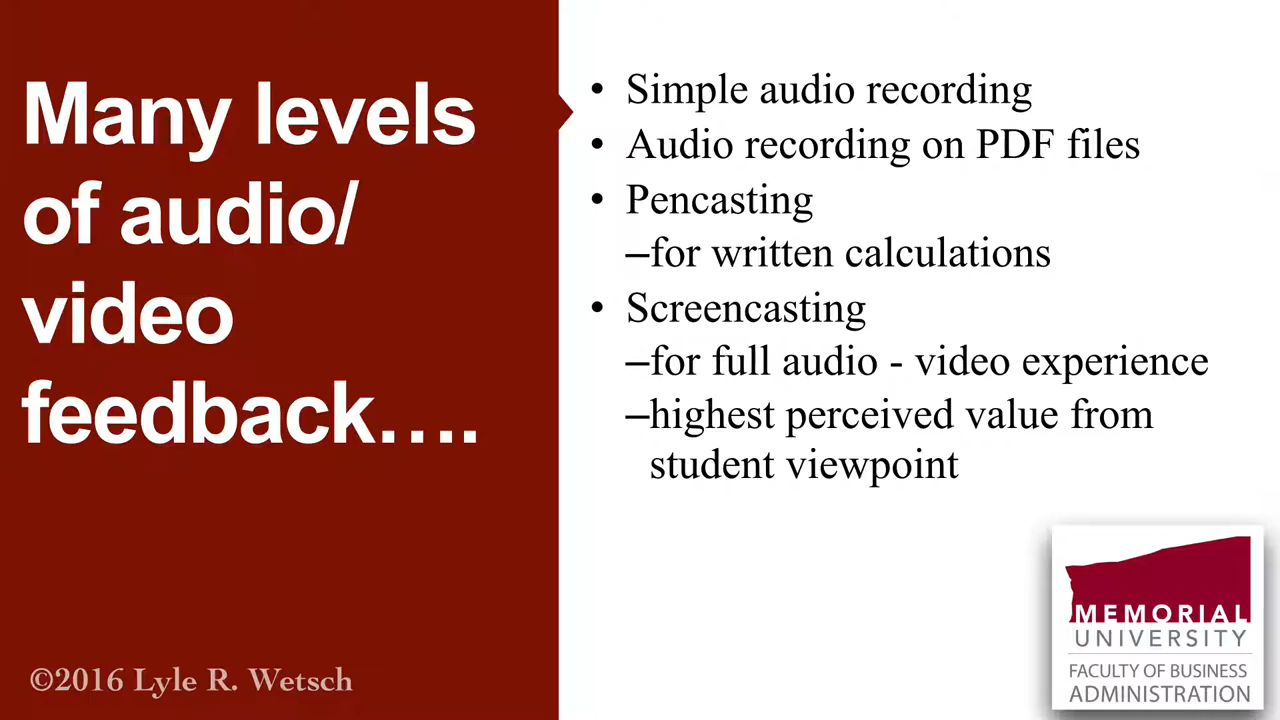 Many levels
of audio/
video
feedback….
• Simple audio recording
• Audio recording on PDF files
• Pencasting
–for written calculations
• Screencasting
–for full audio - video experience
–highest perceived value from
student viewpoint
©2016 Lyle R. Wetsch
MEMORIAL
UNIVERSITY
FACULTY OF BUSINESS
ADMINISTRATION